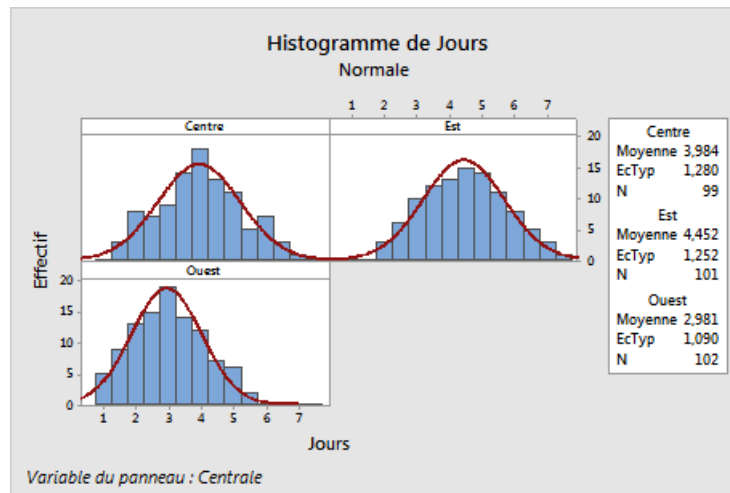 Histogramme de Jours
Normale
1 2 3 4 5 6 7
Centre
Est
20
15
10
5
0
Ouest
20
15
10
5
0
1 2 3 4 5 6 7
Effectif
Jours
Centre
Moyenne 3,984
EcTyp 1,280
N 99
Est
Moyenne 4,452
EcTyp 1,252
N 101
Ouest
Moyenne 2,981
EcTyp 1,090
N 102
Variable du panneau : Centrale